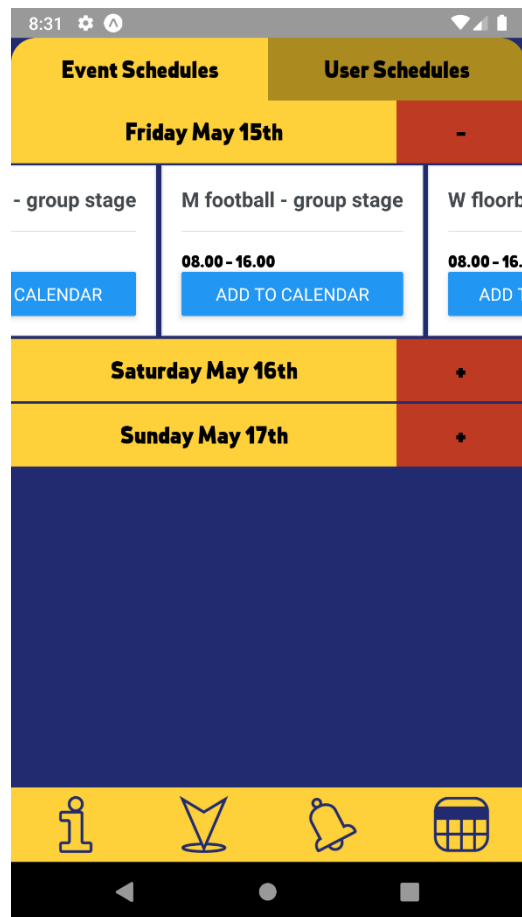 8:31
Event Schedules User Schedules
Friday May 15th -
- group stage M football - group stage W floorb
08.00 - 16.00 08.00 - 16.
CALENDAR ADD TO CALENDAR ADD
Saturday May 16th +
Sunday May 17th +